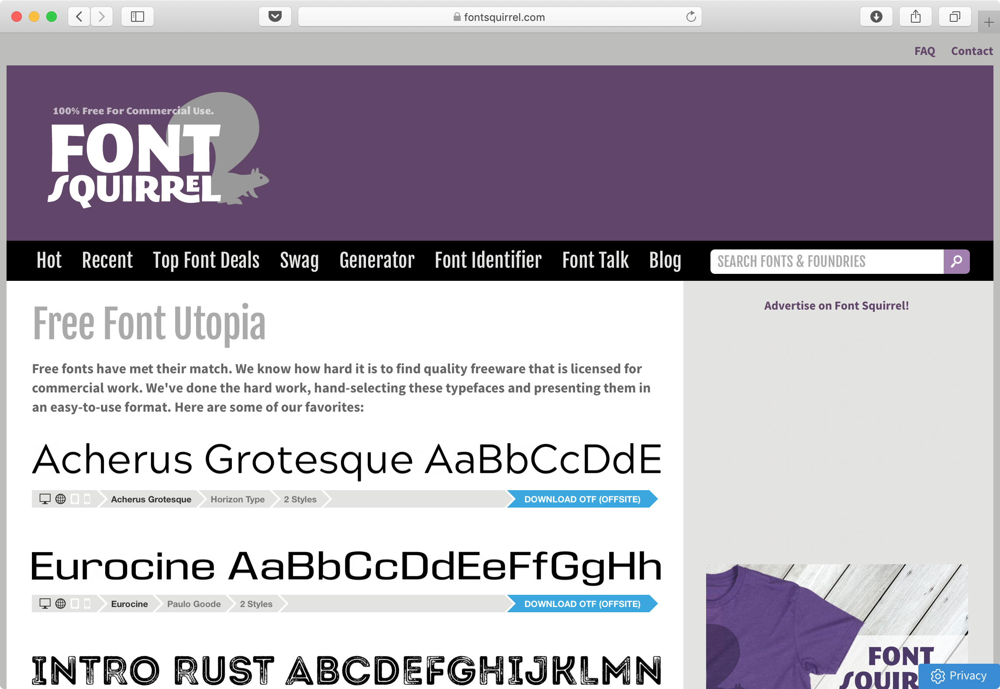 fontsquirrel.com
FAQ Contact
100% Free For Commercial Use.
FONT
SQUIRREL
Hot Recent Top Font Deals Swag Generator Font Identifier Font Talk Blog SEARCH FONTS & FOUNDRIES
Free Font Utopia
Free fonts have met their match. We know how hard it is to find quality freeware that is licensed for
commercial work. We've done the hard work, hand-selecting these typefaces and presenting them in
an easy-to-use format. Here are some of our favorites:
Acherus Grotesque AaBbCcDdE
Acherus Grotesque Horizon Type 2 Styles DOWNLOAD OTF (OFFSITE)
Eurocine AaBbCcDdEeFfGgHh
Eurocine Paulo Goode 2 Styles DOWNLOAD OTF (OFFSITE)
INTRO RUST ABCDEFGHIJKLMN
Advertise on Font Squirrel!
FONT
SQUIR
Privacy